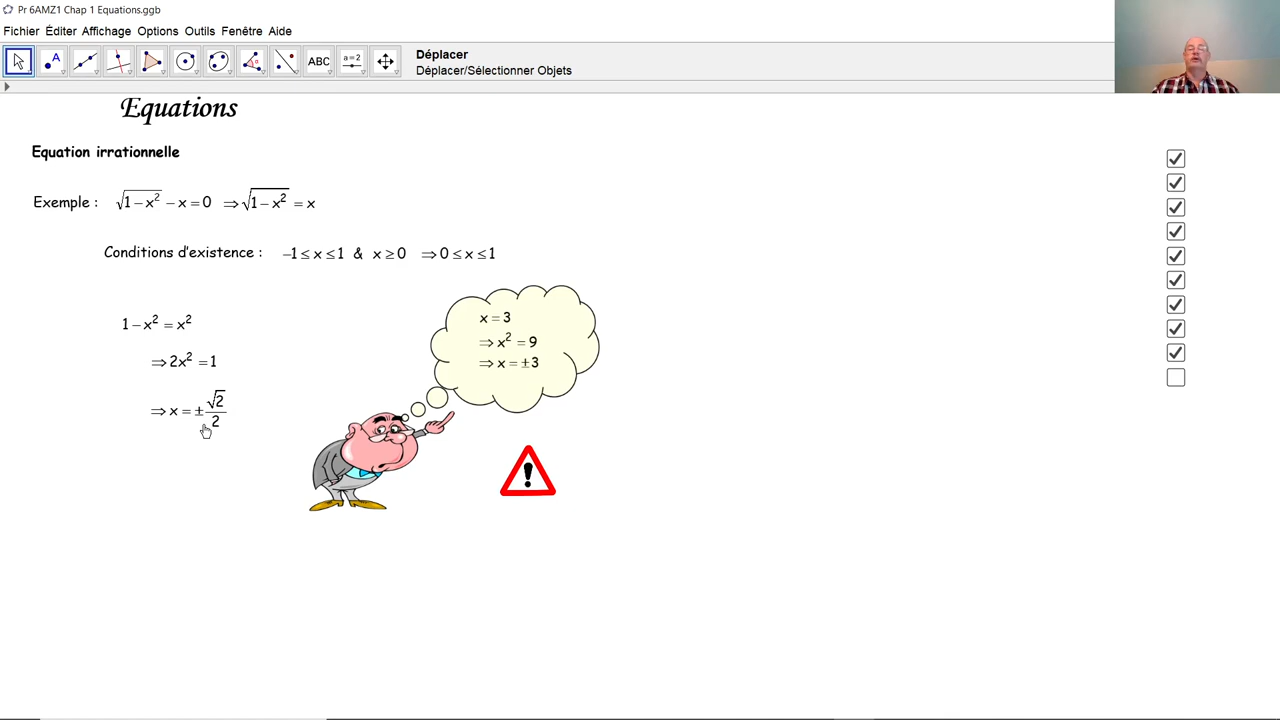 Pr 6AMZ1 Chap 1 Equations.ggb
Fichier Éditer Affichage Options Outils Fenêtre Aide
A ABC a=2
Déplacer
Déplacer/Sélectionner Objets
Equations
Equation irrationnelle
Exemple : √(1−x²) − x = 0 ⇒ √(1−x²) = x
Conditions d'existence : −1 ≤ x ≤ 1 & x ≥ 0 ⇒ 0 ≤ x ≤ 1
1 − x² = x²
⇒ 2x² = 1
⇒ x = ± √2/2
x = 3
⇒ x² = 9
⇒ x = ±3
!